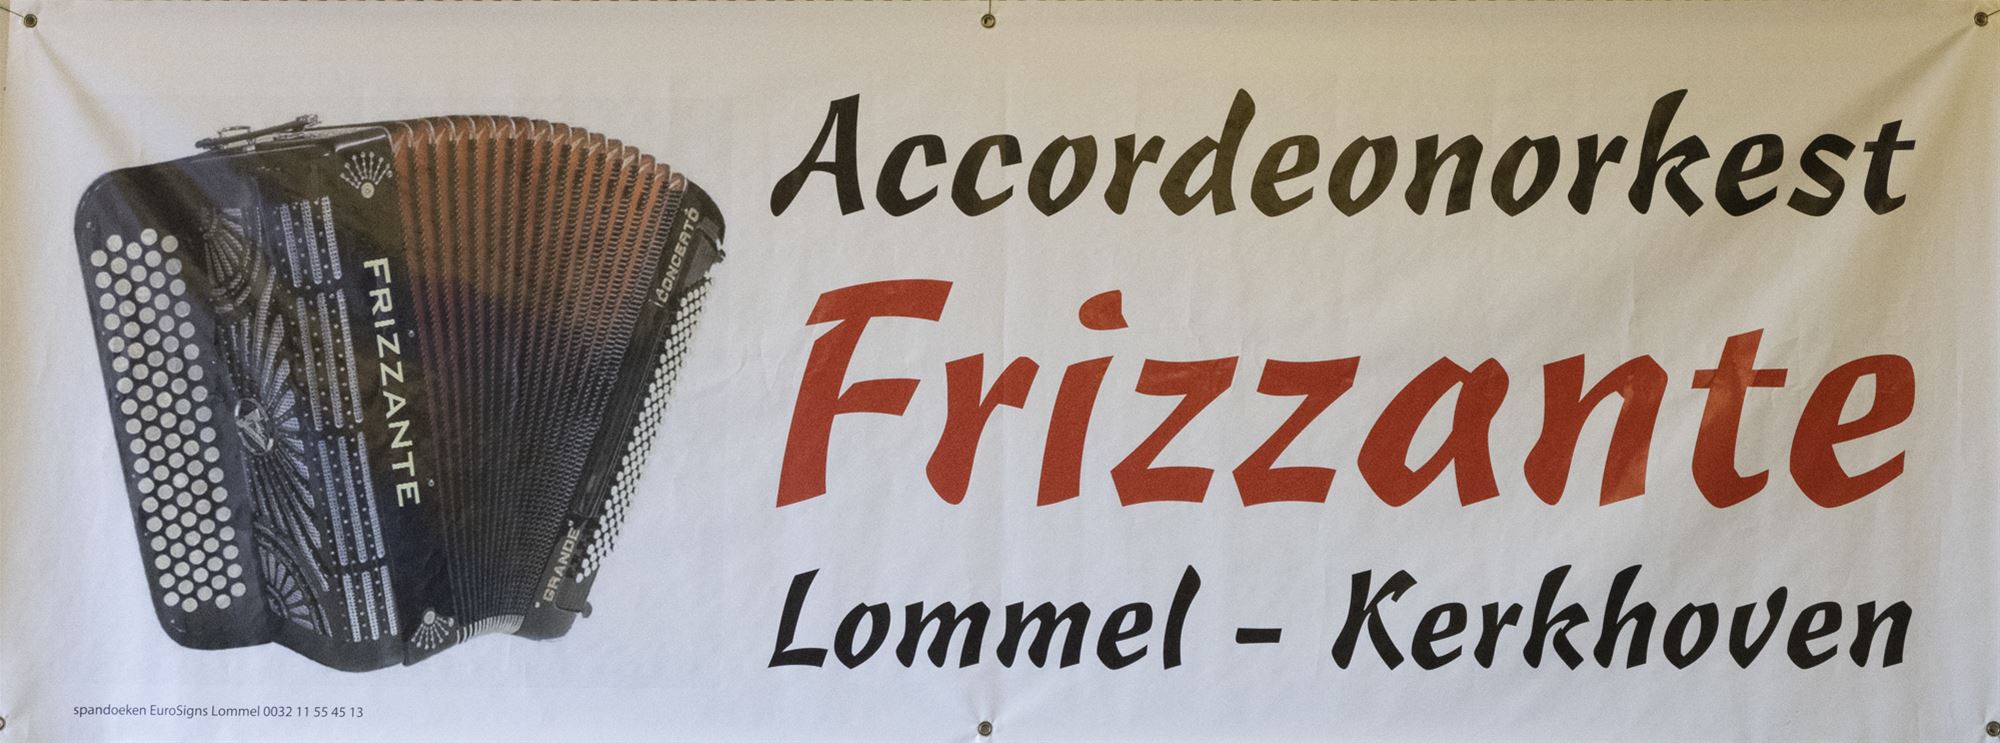 Accordeonorkest
Frizzante
Lommel - Kerkhoven
FRIZZANTE
CONCERTO
GRANDE
spandoeken EuroSigns Lommel 0032 11 55 45 13